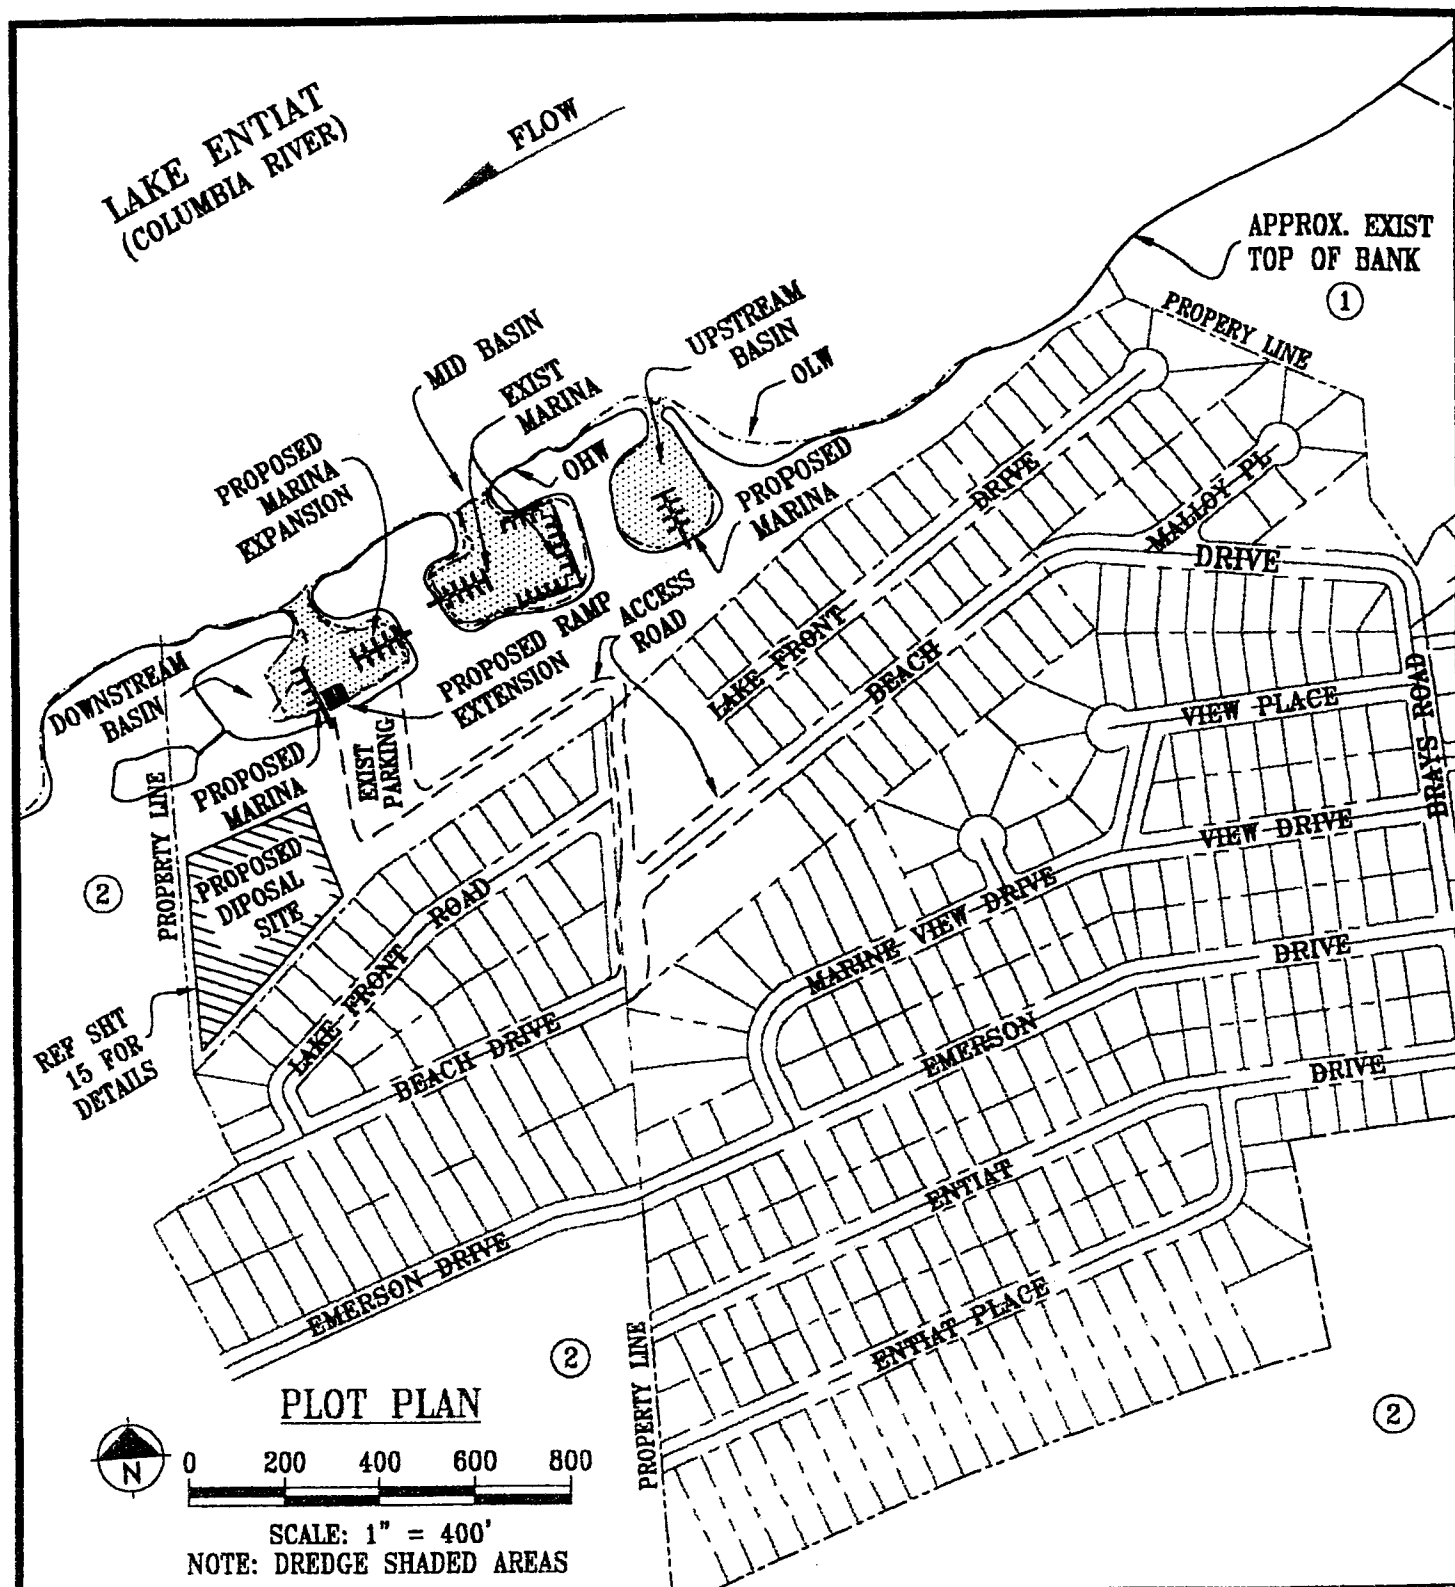 LAKE ENTIAT
(COLUMBIA RIVER)
FLOW
APPROX. EXIST
TOP OF BANK
1
PROPERY LINE
UPSTREAM
BASIN
OLW
MID BASIN
EXIST
MARINA
OHW
PROPOSED
MARINA
EXPANSION
PROPOSED
MARINA
DRIVE
MALLOY PL
DRIVE
ACCESS
ROAD
PROPOSED RAMP
EXTENSION
LAKE FRONT
BEACH
DOWNSTREAM
BASIN
VIEW PLACE
BRAYS ROAD
EXIST
PARKING
PROPOSED
MARINA
PROPERTY LINE
VIEW DRIVE
PROPOSED
DIPOSAL
SITE
2
LAKE FRONT ROAD
MARINE VIEW DRIVE
DRIVE
REF SHT
15 FOR
DETAILS
BEACH DRIVE
EMERSON
DRIVE
ENTIAT
EMERSON DRIVE
ENTIAT PLACE
2
PROPERTY LINE
2
PLOT PLAN
N
0 200 400 600 800
SCALE: 1" = 400'
NOTE: DREDGE SHADED AREAS